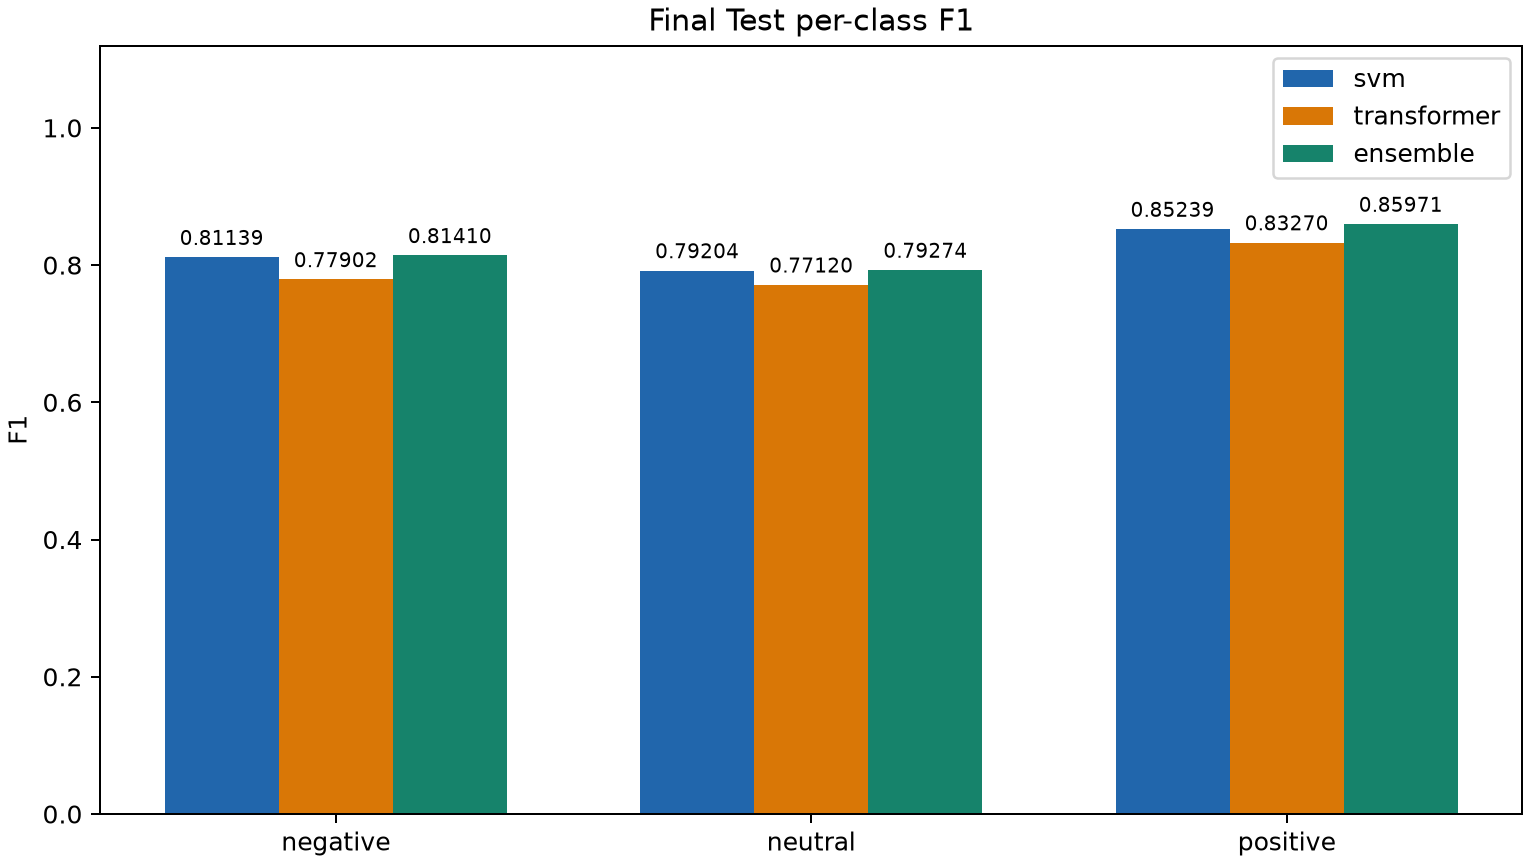 Final Test per-class F1
svm
transformer
ensemble
F1
1.0
0.8
0.6
0.4
0.2
0.0
0.81139
0.77902
0.81410
0.79204
0.77120
0.79274
0.85239
0.83270
0.85971
negative
neutral
positive